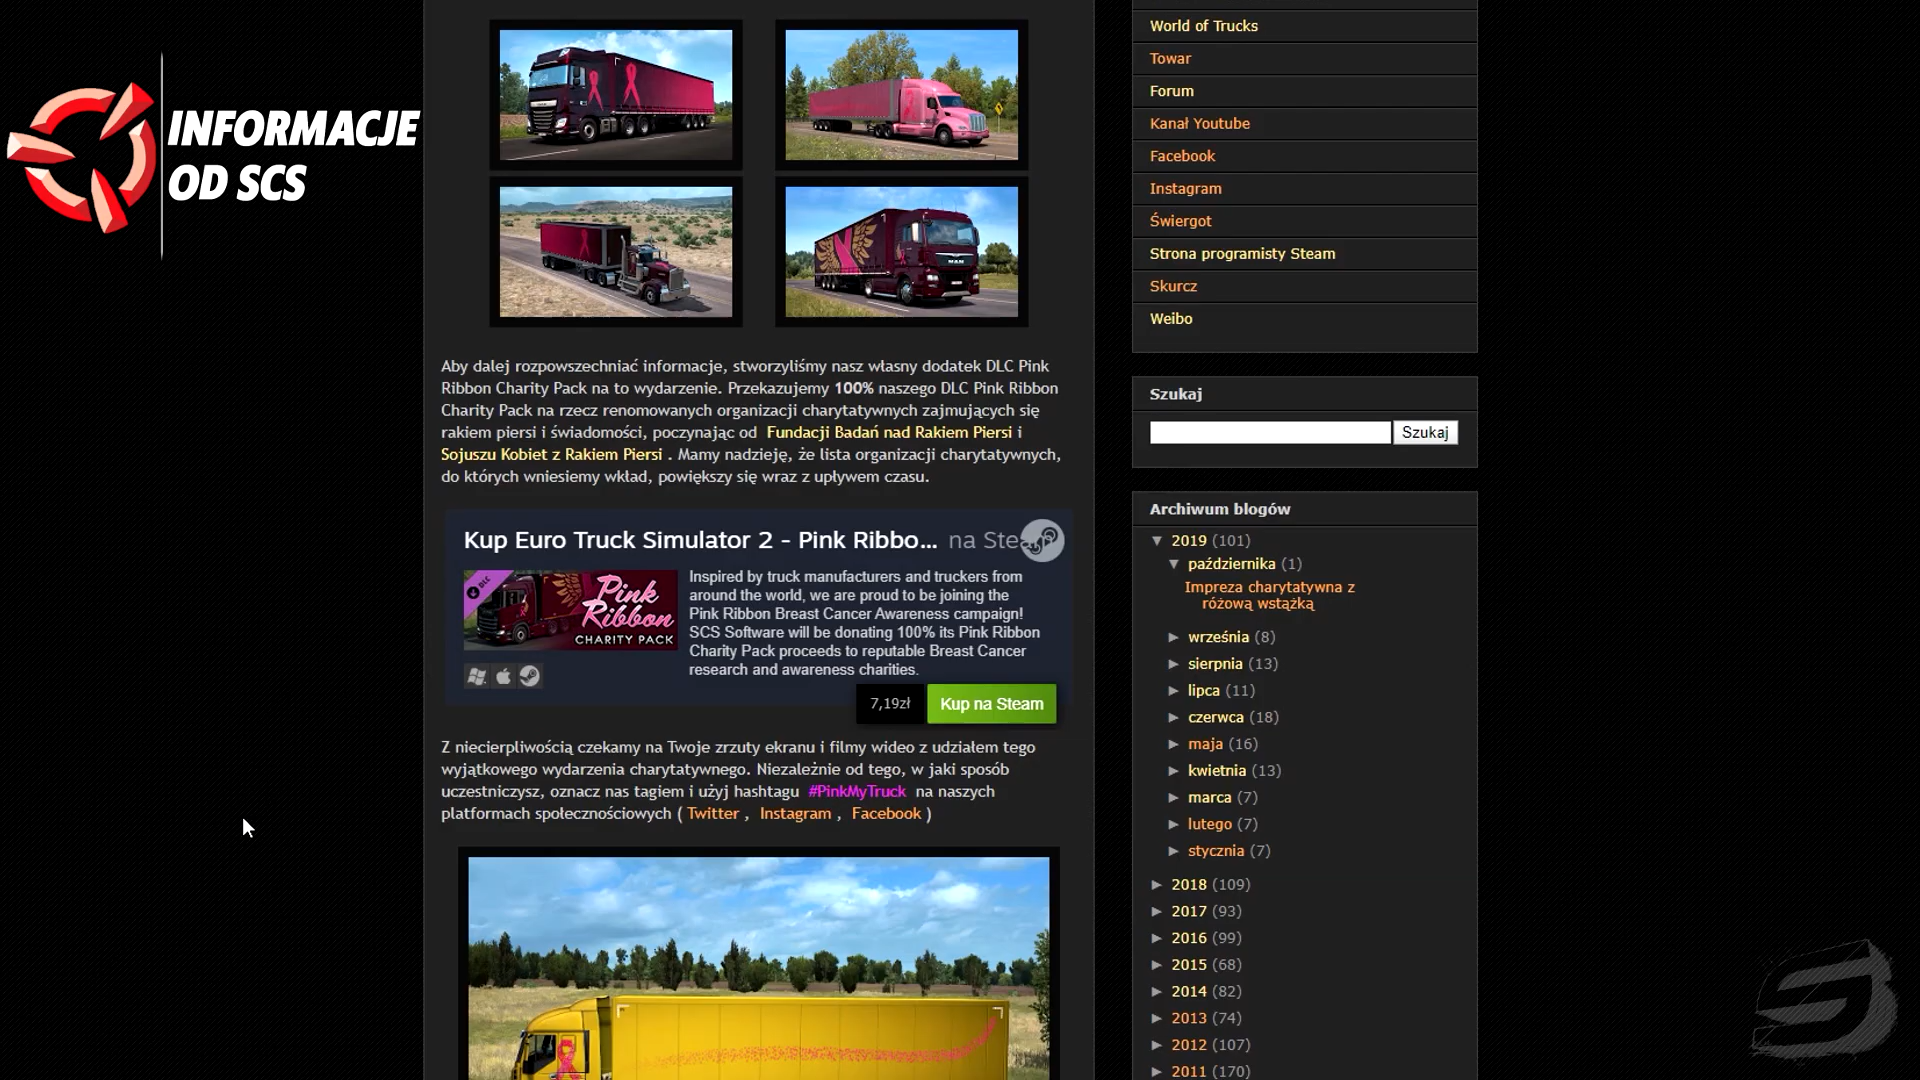 INFORMACJE
OD SCS
Aby dalej rozpowszechniać informacje, stworzyliśmy nasz własny dodatek DLC Pink
Ribbon Charity Pack na to wydarzenie. Przekazujemy 100% naszego DLC Pink Ribbon
Charity Pack na rzecz renomowanych organizacji charytatywnych zajmujących się
rakiem piersi i świadomości, poczynając od Fundacji Badań nad Rakiem Piersi i
Sojuszu Kobiet z Rakiem Piersi . Mamy nadzieję, że lista organizacji charytatywnych,
do których wniesiemy wkład, powiększy się wraz z upływem czasu.
Kup Euro Truck Simulator 2 - Pink Ribbo... na Steam
DLC
Pink
Ribbon
CHARITY PACK
Inspired by truck manufacturers and truckers from
around the world, we are proud to be joining the
Pink Ribbon Breast Cancer Awareness campaign!
SCS Software will be donating 100% its Pink Ribbon
Charity Pack proceeds to reputable Breast Cancer
research and awareness charities.
7,19zł
Kup na Steam
Z niecierpliwością czekamy na Twoje zrzuty ekranu i filmy wideo z udziałem tego
wyjątkowego wydarzenia charytatywnego. Niezależnie od tego, w jaki sposób
uczestniczysz, oznacz nas tagiem i użyj hashtagu #PinkMyTruck na naszych
platformach społecznościowych ( Twitter , Instagram , Facebook )
World of Trucks
Towar
Forum
Kanał Youtube
Facebook
Instagram
Świergot
Strona programisty Steam
Skurcz
Weibo
Szukaj
Szukaj
Archiwum blogów
▼ 2019 (101)
▼ października (1)
Impreza charytatywna z
różową wstążką
► września (8)
► sierpnia (13)
► lipca (11)
► czerwca (18)
► maja (16)
► kwietnia (13)
► marca (7)
► lutego (7)
► stycznia (7)
► 2018 (109)
► 2017 (93)
► 2016 (99)
► 2015 (68)
► 2014 (82)
► 2013 (74)
► 2012 (107)
► 2011 (170)